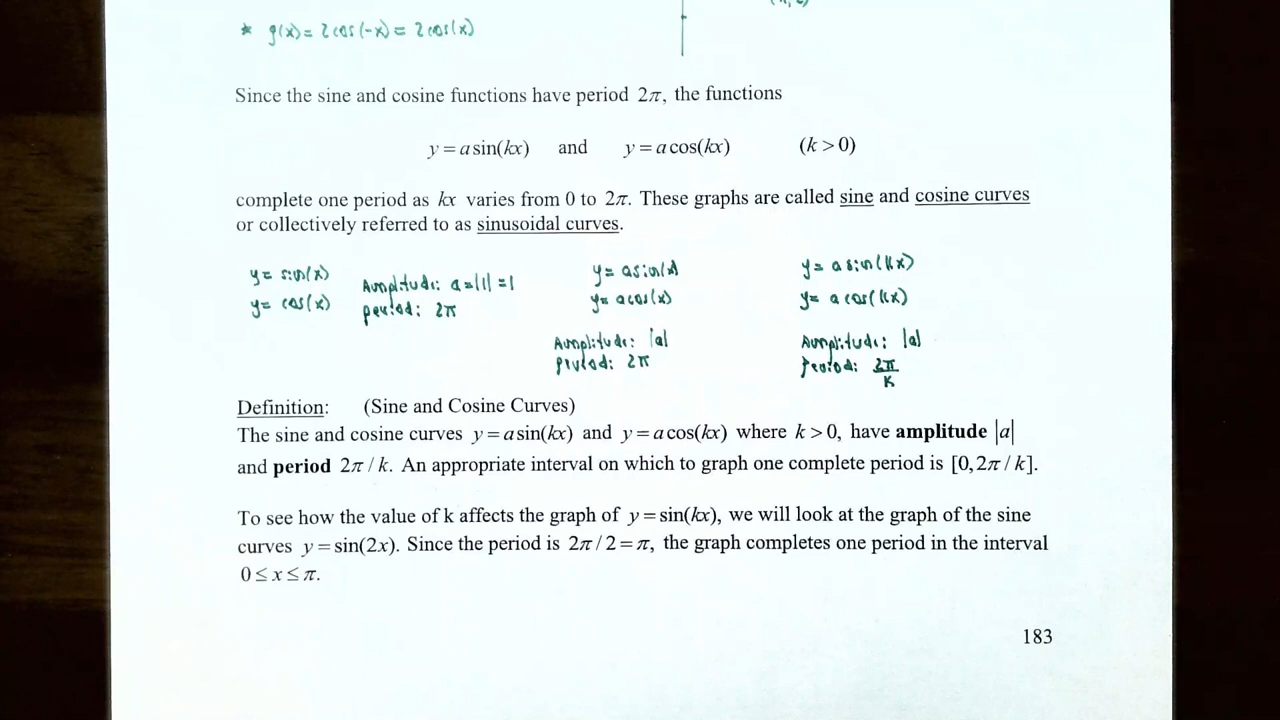 * g(x) = 2cos(-x) = 2cos(x)
Since the sine and cosine functions have period 2π, the functions
y = a sin(kx) and y = a cos(kx) (k > 0)
complete one period as kx varies from 0 to 2π. These graphs are called sine and cosine curves
or collectively referred to as sinusoidal curves.
y = sin(x)
y = cos(x)
Amplitude: a = |1| = 1
period: 2π
y = a sin(x)
y = a cos(x)
Amplitude: |a|
period: 2π
y = a sin(kx)
y = a cos(kx)
Amplitude: |a|
Period: 2π/k
Definition: (Sine and Cosine Curves)
The sine and cosine curves y = a sin(kx) and y = a cos(kx) where k > 0, have amplitude |a|
and period 2π / k. An appropriate interval on which to graph one complete period is [0, 2π / k].
To see how the value of k affects the graph of y = sin(kx), we will look at the graph of the sine
curves y = sin(2x). Since the period is 2π / 2 = π, the graph completes one period in the interval
0 ≤ x ≤ π.
183